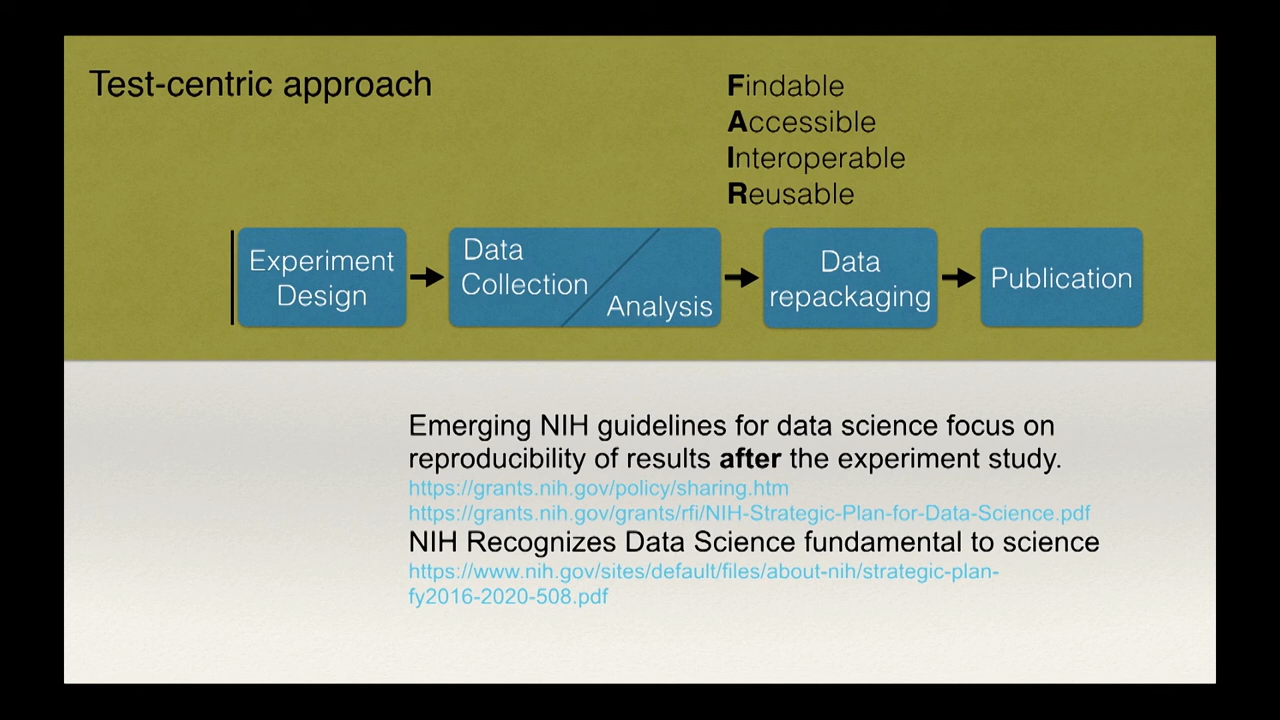 Test-centric approach
Findable
Accessible
Interoperable
Reusable
Experiment
Design
Data
Collection
Analysis
Data
repackaging
Publication
Emerging NIH guidelines for data science focus on
reproducibility of results after the experiment study.
https://grants.nih.gov/policy/sharing.htm
https://grants.nih.gov/grants/rfi/NIH-Strategic-Plan-for-Data-Science.pdf
NIH Recognizes Data Science fundamental to science
https://www.nih.gov/sites/default/files/about-nih/strategic-plan-
fy2016-2020-508.pdf